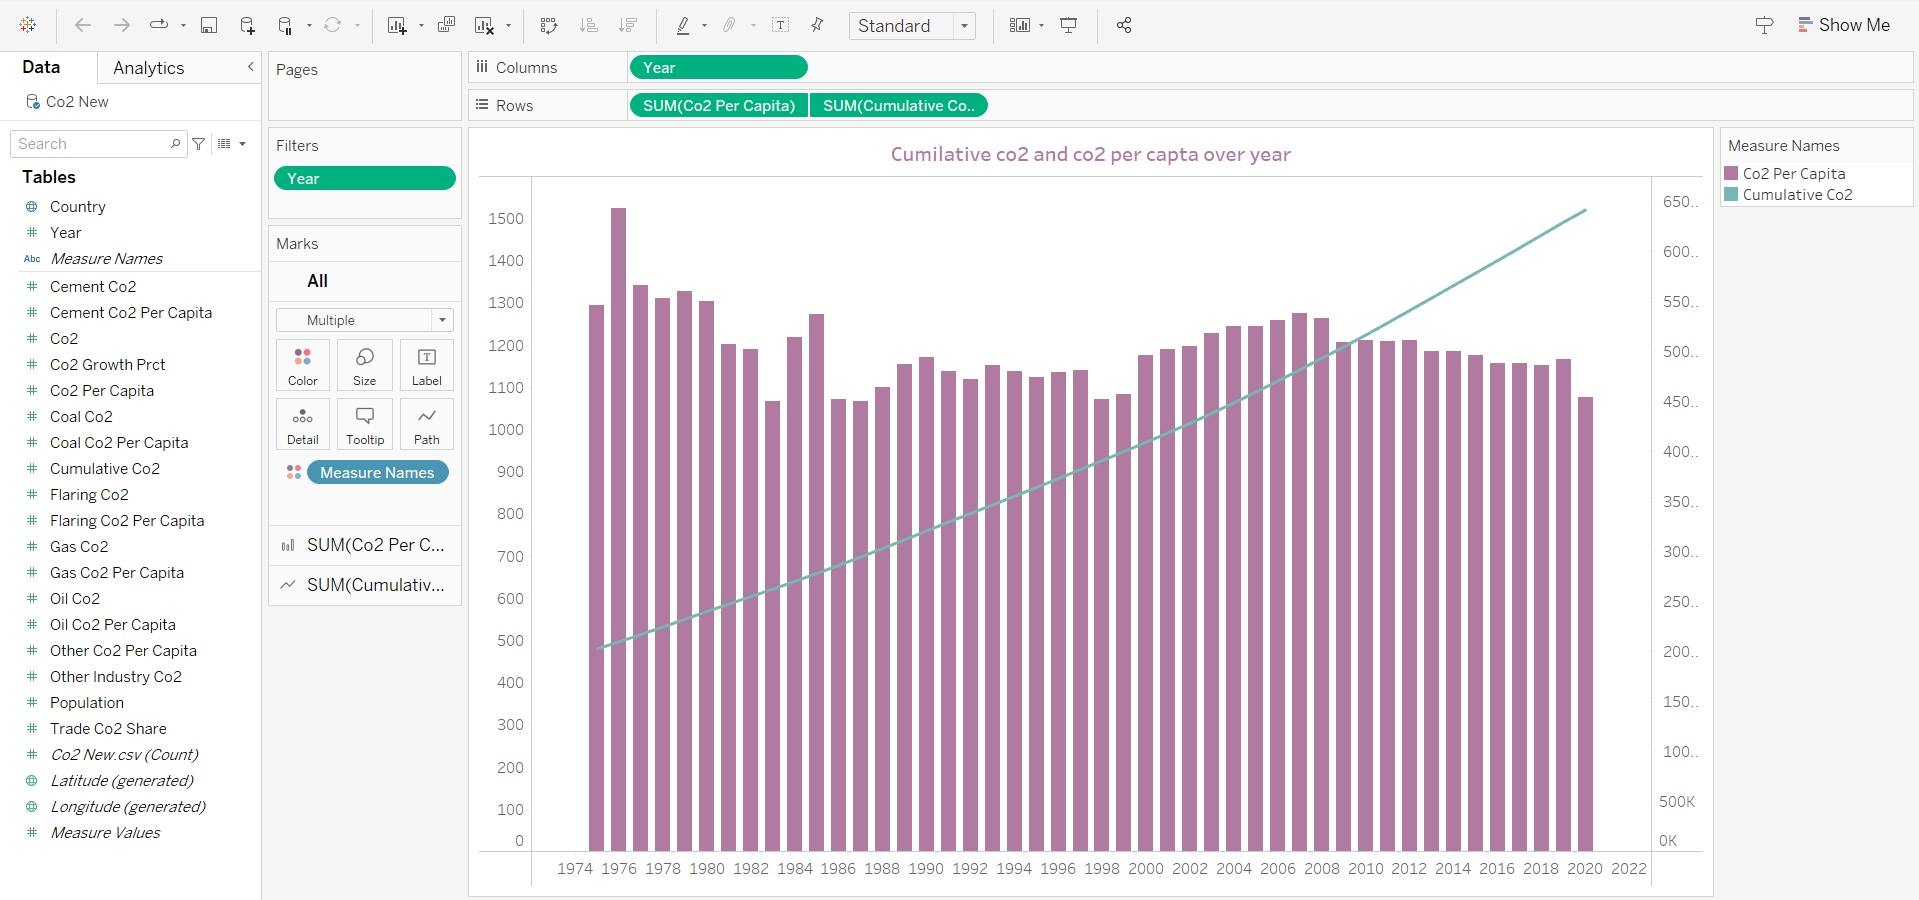 Standard
Show Me
Data
Analytics
Co2 New
Search
Tables
Country
Year
Abc Measure Names
Cement Co2
Cement Co2 Per Capita
Co2
Co2 Growth Prct
Co2 Per Capita
Coal Co2
Coal Co2 Per Capita
Cumulative Co2
Flaring Co2
Flaring Co2 Per Capita
Gas Co2
Gas Co2 Per Capita
Oil Co2
Oil Co2 Per Capita
Other Co2 Per Capita
Other Industry Co2
Population
Trade Co2 Share
Co2 New.csv (Count)
Latitude (generated)
Longitude (generated)
Measure Values
Pages
Filters
Year
Marks
All
Multiple
Color Size Label
Detail Tooltip Path
Measure Names
SUM(Co2 Per C...
SUM(Cumulativ...
Columns Year
Rows SUM(Co2 Per Capita) SUM(Cumulative Co..
Cumilative co2 and co2 per capta over year
1500
1400
1300
1200
1100
1000
900
800
700
600
500
400
300
200
100
0
650..
600..
550..
500..
450..
400..
350..
300..
250..
200..
150..
100..
500K
0K
1974 1976 1978 1980 1982 1984 1986 1988 1990 1992 1994 1996 1998 2000 2002 2004 2006 2008 2010 2012 2014 2016 2018 2020 2022
Measure Names
Co2 Per Capita
Cumulative Co2